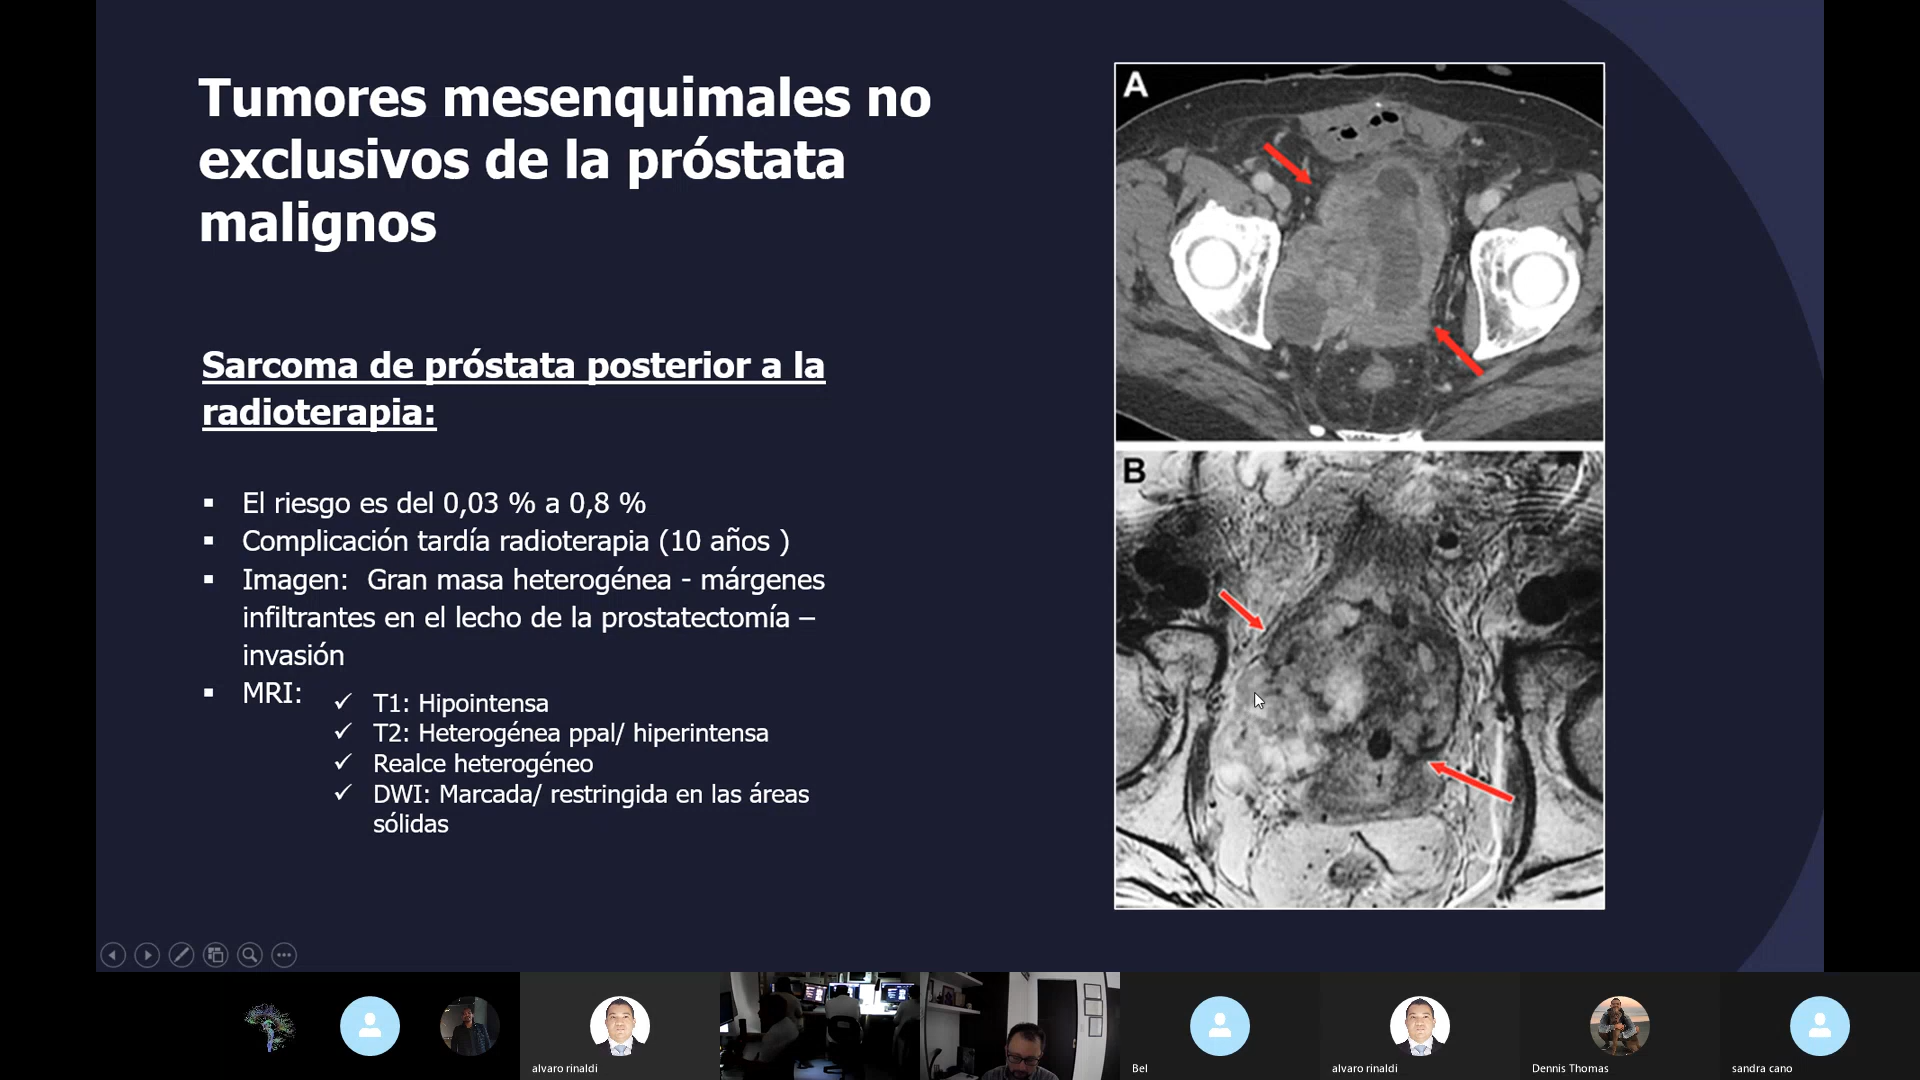 Tumores mesenquimales no
exclusivos de la próstata
malignos
Sarcoma de próstata posterior a la
radioterapia:
▪ El riesgo es del 0,03 % a 0,8 %
▪ Complicación tardía radioterapia (10 años )
▪ Imagen: Gran masa heterogénea - márgenes
infiltrantes en el lecho de la prostatectomía –
invasión
▪ MRI:
✓ T1: Hipointensa
✓ T2: Heterogénea ppal/ hiperintensa
✓ Realce heterogéneo
✓ DWI: Marcada/ restringida en las áreas
sólidas
A
B
alvaro rinaldi
Bel
alvaro rinaldi
Dennis Thomas
sandra cano